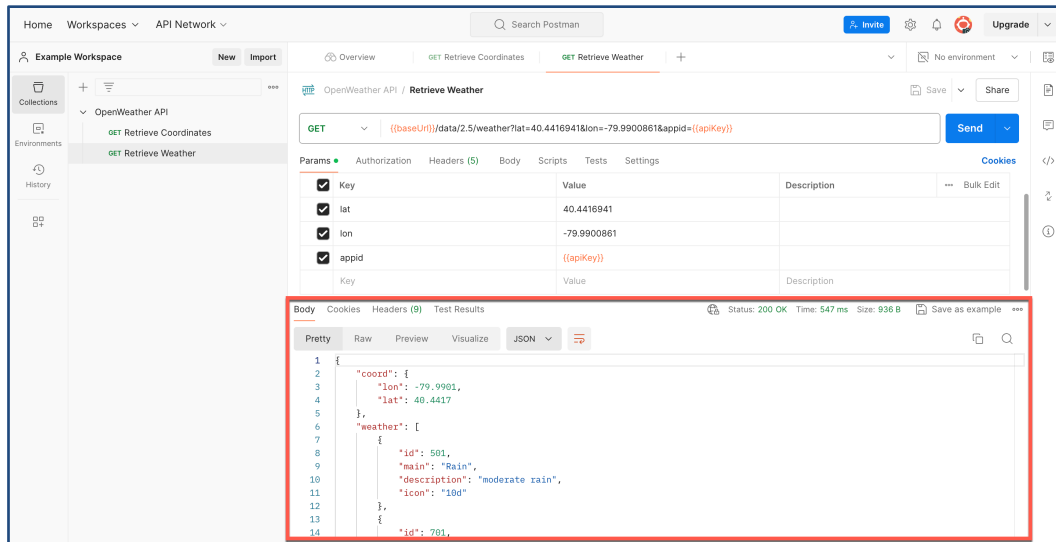 Home Workspaces API Network Search Postman Invite Upgrade
Example Workspace New Import Overview GET Retrieve Coordinates GET Retrieve Weather No environment
Collections
Environments
History
OpenWeather API
GET Retrieve Coordinates
GET Retrieve Weather
HTTP OpenWeather API / Retrieve Weather Save Share
GET {{baseUrl}}/data/2.5/weather?lat=40.4416941&lon=-79.9900861&appid={{apiKey}} Send
Params Authorization Headers (5) Body Scripts Tests Settings Cookies
Key Value Description Bulk Edit
lat 40.4416941
lon -79.9900861
appid {{apiKey}}
Key Value Description
Body Cookies Headers (9) Test Results Status: 200 OK Time: 547 ms Size: 936 B Save as example
Pretty Raw Preview Visualize JSON
1 {
2 "coord": {
3 "lon": -79.9901,
4 "lat": 40.4417
5 },
6 "weather": [
7 {
8 "id": 501,
9 "main": "Rain",
10 "description": "moderate rain",
11 "icon": "10d"
12 },
13 {
14 "id": 701,